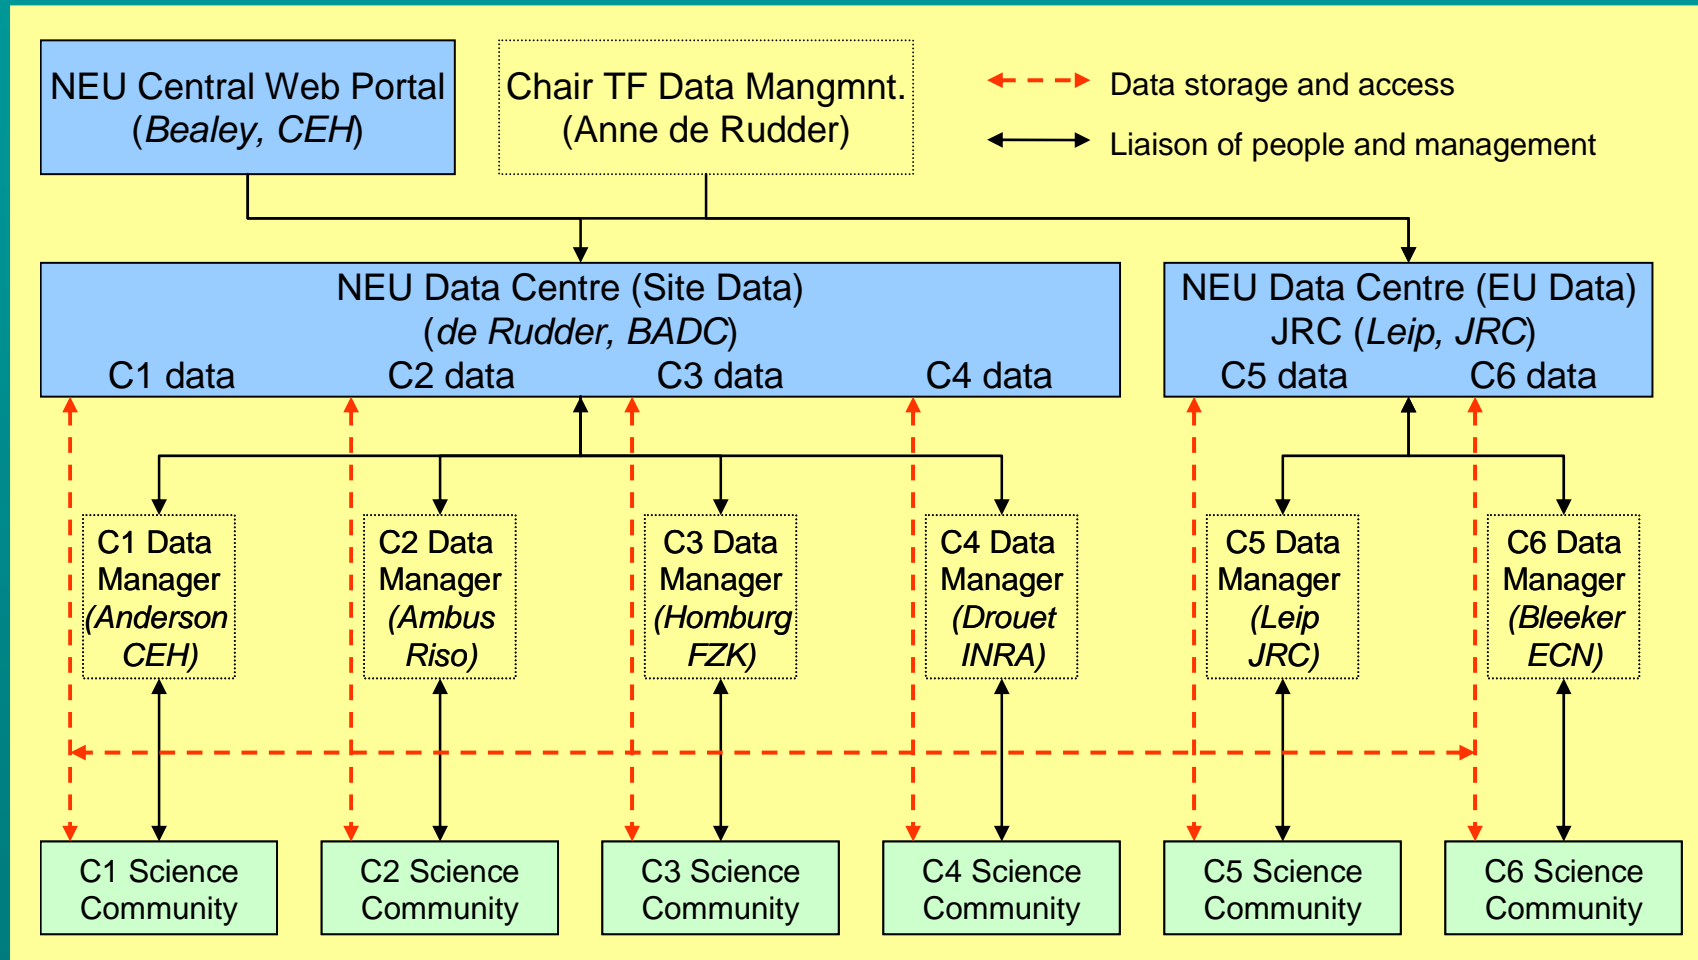 NEU Central Web Portal
(Bealey, CEH)
Chair TF Data Mangmnt.
(Anne de Rudder)
Data storage and access
Liaison of people and management
NEU Data Centre (Site Data)
(de Rudder, BADC)
C1 data
C2 data
C3 data
C4 data
NEU Data Centre (EU Data)
JRC (Leip, JRC)
C5 data
C6 data
C1 Data
Manager
(Anderson
CEH)
C2 Data
Manager
(Ambus
Riso)
C3 Data
Manager
(Homburg
FZK)
C4 Data
Manager
(Drouet
INRA)
C5 Data
Manager
(Leip
JRC)
C6 Data
Manager
(Bleeker
ECN)
C1 Science
Community
C2 Science
Community
C3 Science
Community
C4 Science
Community
C5 Science
Community
C6 Science
Community